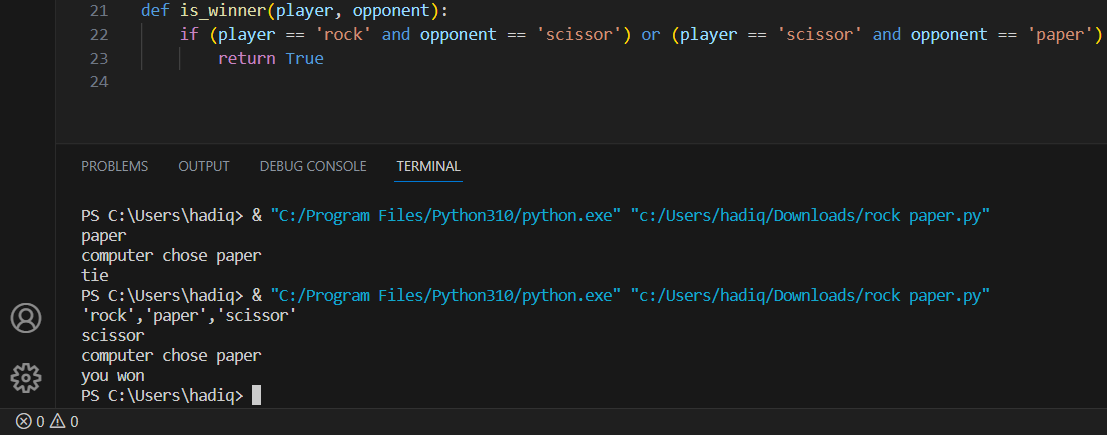 21 def is_winner(player, opponent):
22 if (player == 'rock' and opponent == 'scissor') or (player == 'scissor' and opponent == 'paper')
23 return True
24
PROBLEMS OUTPUT DEBUG CONSOLE TERMINAL
PS C:\Users\hadiq> & "C:/Program Files/Python310/python.exe" "c:/Users/hadiq/Downloads/rock paper.py"
paper
computer chose paper
tie
PS C:\Users\hadiq> & "C:/Program Files/Python310/python.exe" "c:/Users/hadiq/Downloads/rock paper.py"
'rock','paper','scissor'
scissor
computer chose paper
you won
PS C:\Users\hadiq>
0 0